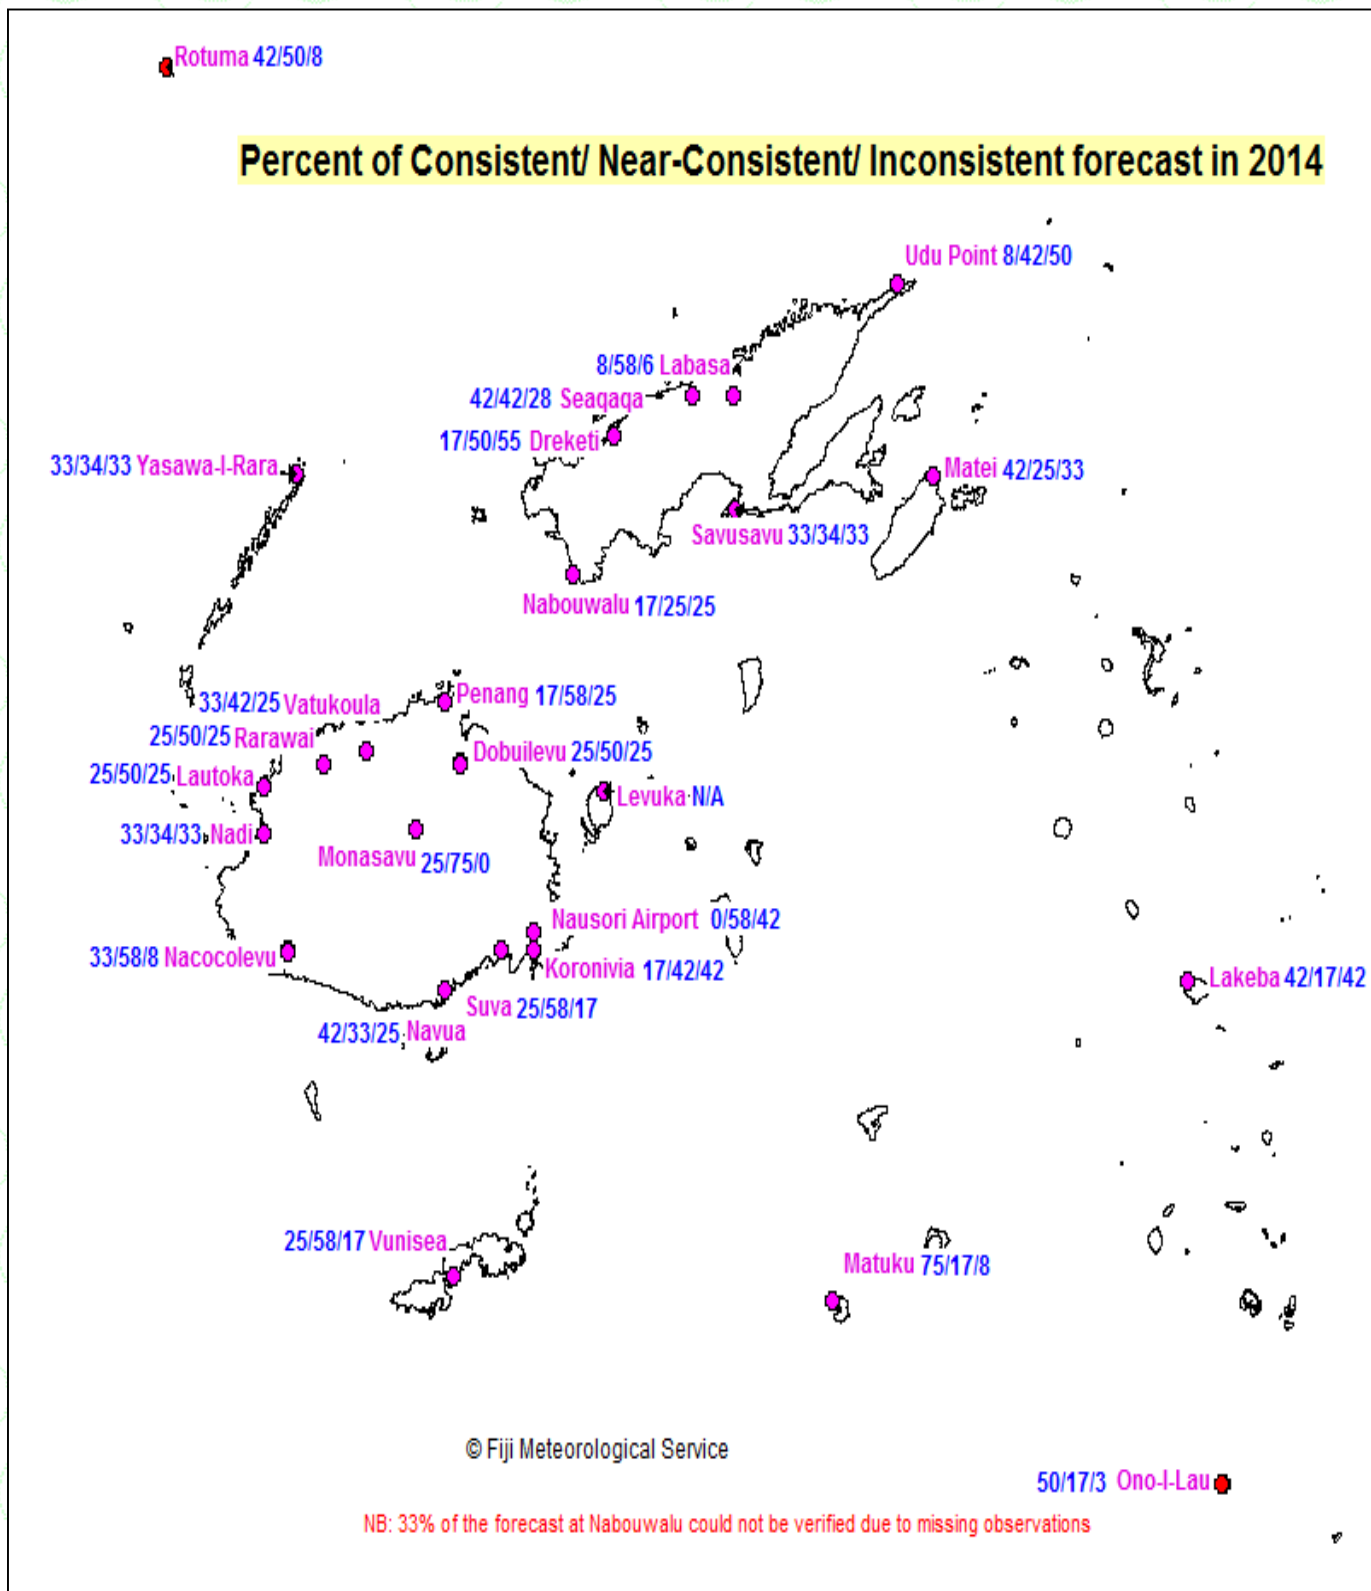 Rotuma 42/50/8
Percent of Consistent/ Near-Consistent/ Inconsistent forecast in 2014
Udu Point 8/42/50
8/58/6 Labasa
42/42/28 Seaqaqa
17/50/55 Dreketi
33/34/33 Yasawa-I-Rara
Matei 42/25/33
Savusavu 33/34/33
Nabouwalu 17/25/25
33/42/25 Vatukoula
Penang 17/58/25
25/50/25 Rarawai
Dobuilevu 25/50/25
25/50/25 Lautoka
Levuka N/A
33/34/33 Nadi
Monasavu 25/75/0
Nausori Airport 0/58/42
33/58/8 Nacocolevu
Koronivia 17/42/42
Lakeba 42/17/42
Suva 25/58/17
42/33/25 Navua
25/58/17 Vunisea
Matuku 75/17/8
© Fiji Meteorological Service
50/17/3 Ono-I-Lau
NB: 33% of the forecast at Nabouwalu could not be verified due to missing observations